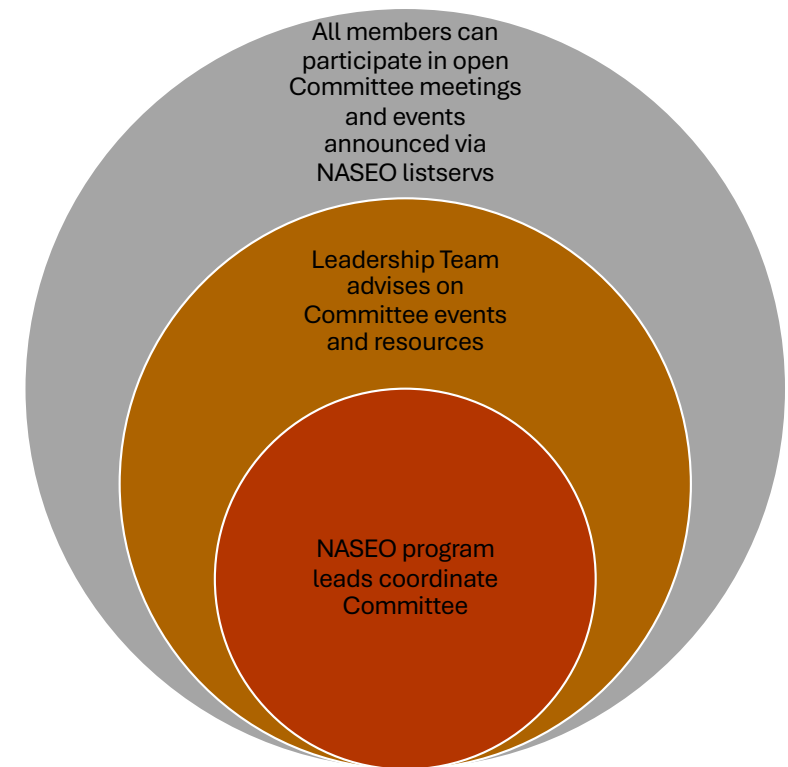 All members can
participate in open
Committee meetings
and events
announced via
NASEO listservs
Leadership Team
advises on
Committee events
and resources
NASEO program
leads coordinate
Committee